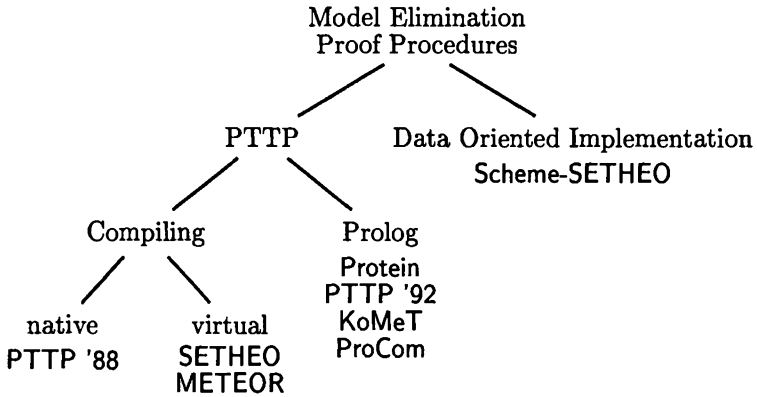 Model Elimination
Proof Procedures
PTTP
Data Oriented Implementation
Scheme-SETHEO
Compiling
Prolog
Protein
PTTP '92
KoMeT
ProCom
native
PTTP '88
virtual
SETHEO
METEOR